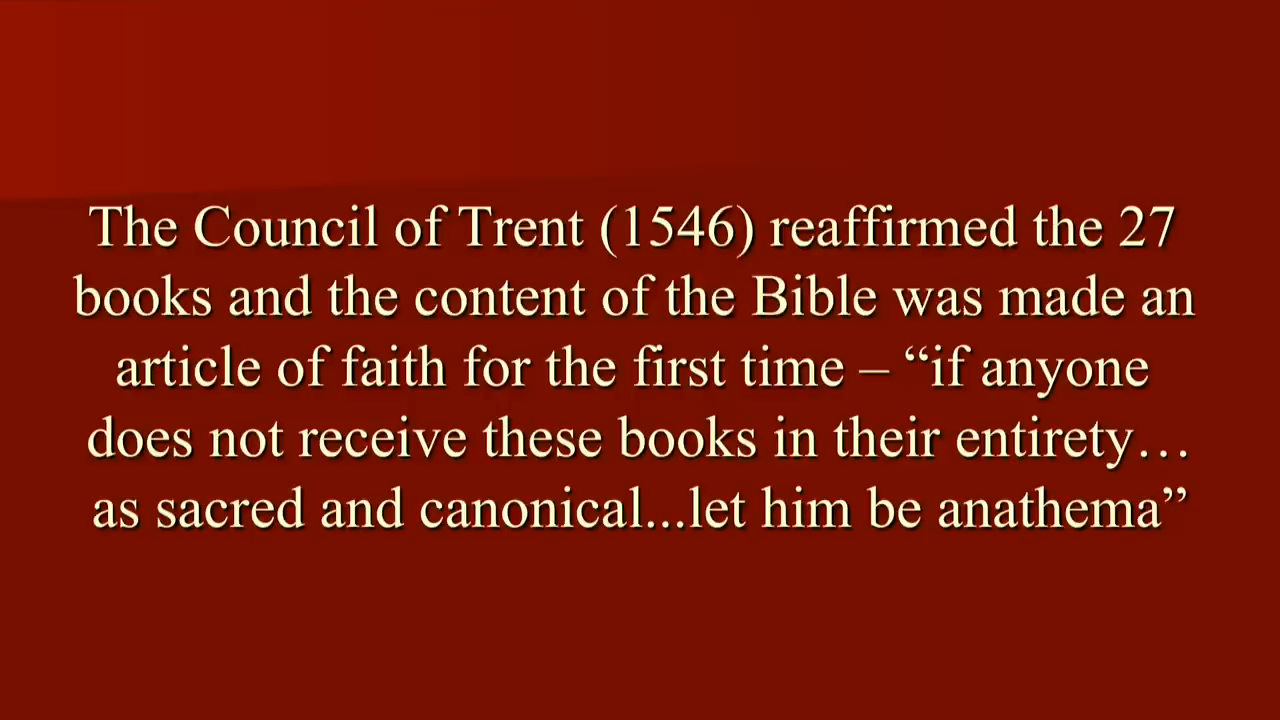 The Council of Trent (1546) reaffirmed the 27
books and the content of the Bible was made an
article of faith for the first time – “if anyone
does not receive these books in their entirety…
as sacred and canonical...let him be anathema”